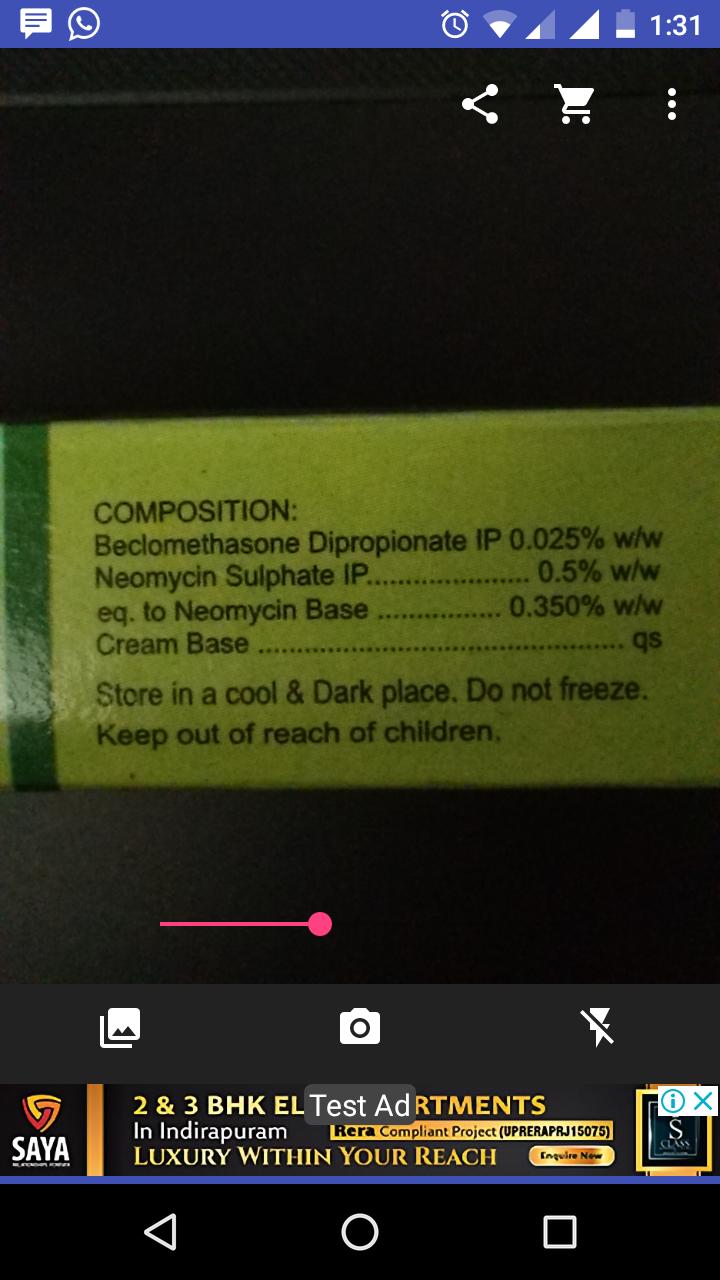 1:31
COMPOSITION:
Beclomethasone Dipropionate IP 0.025% w/w
Neomycin Sulphate IP..................... 0.5% w/w
eq. to Neomycin Base ................ 0.350% w/w
Cream Base ................................................ qs
Store in a cool & Dark place. Do not freeze.
Keep out of reach of children.
2 & 3 BHK EL
Test Ad
RTMENTS
In Indirapuram
Rera Compliant Project (UPRERAPRJ15075)
LUXURY WITHIN YOUR REACH
Enquire Now
SAYA
S
CLASS